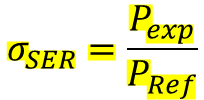 σ_SER = P_exp / P_Ref